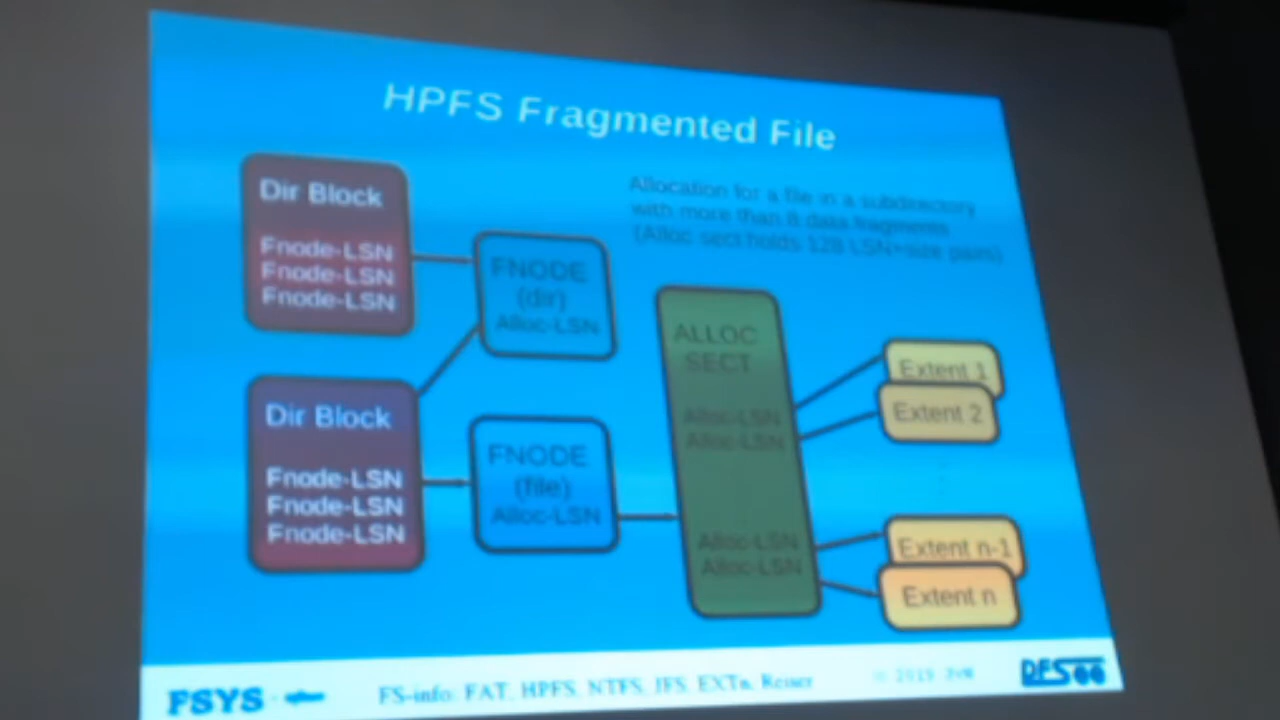 HPFS Fragmented File
Allocation for a file in a subdirectory
with more than 8 data fragments
(Alloc sect holds 128 LSN+size pairs)
Dir Block
Fnode-LSN
Fnode-LSN
Fnode-LSN
FNODE
(dir)
Alloc-LSN
Dir Block
Fnode-LSN
Fnode-LSN
Fnode-LSN
FNODE
(file)
Alloc-LSN
ALLOC
SECT
Alloc-LSN
Alloc-LSN
Alloc-LSN
Alloc-LSN
Extent 1
Extent 2
Extent n-1
Extent n
FSYS
FS-info: FAT, HPFS, NTFS, JFS, EXTn, Reiser
© 2019 JvW
DFSee